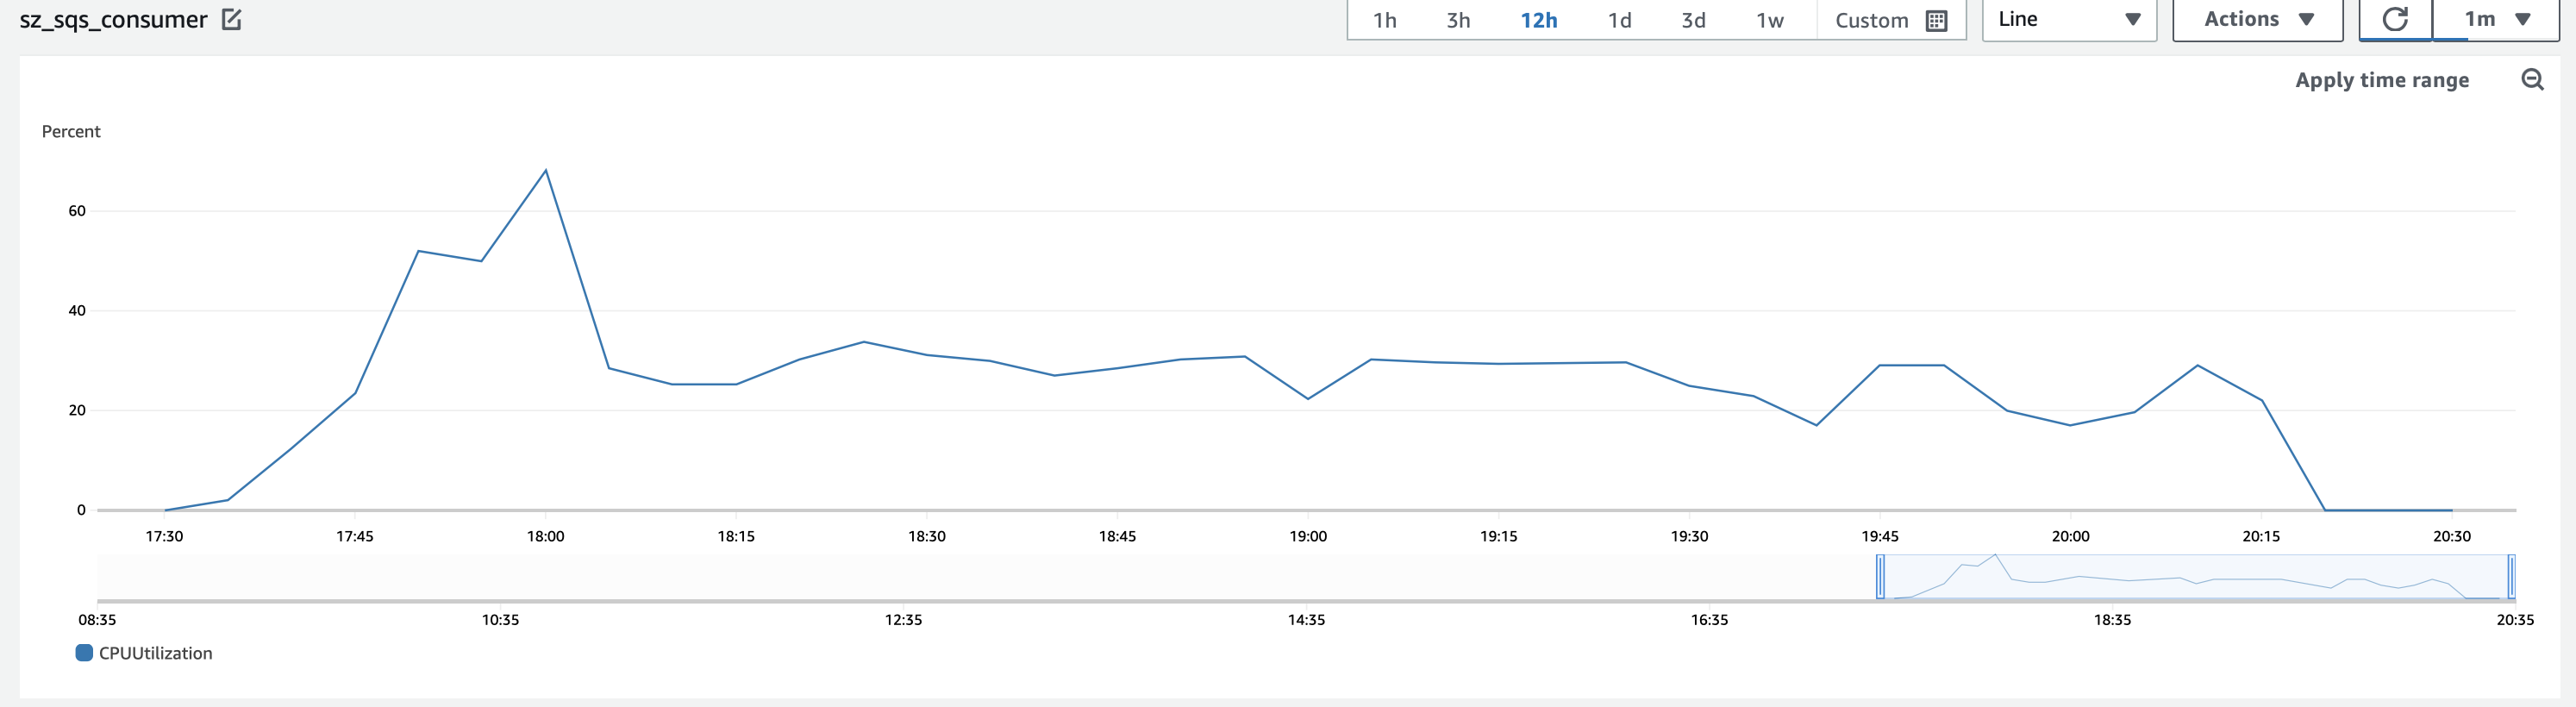 sz_sqs_consumer
1h 3h 12h 1d 3d 1w Custom Line Actions 1m
Apply time range
Percent
60
40
20
0
17:30 17:45 18:00 18:15 18:30 18:45 19:00 19:15 19:30 19:45 20:00 20:15 20:30
08:35 10:35 12:35 14:35 16:35 18:35 20:35
CPUUtilization